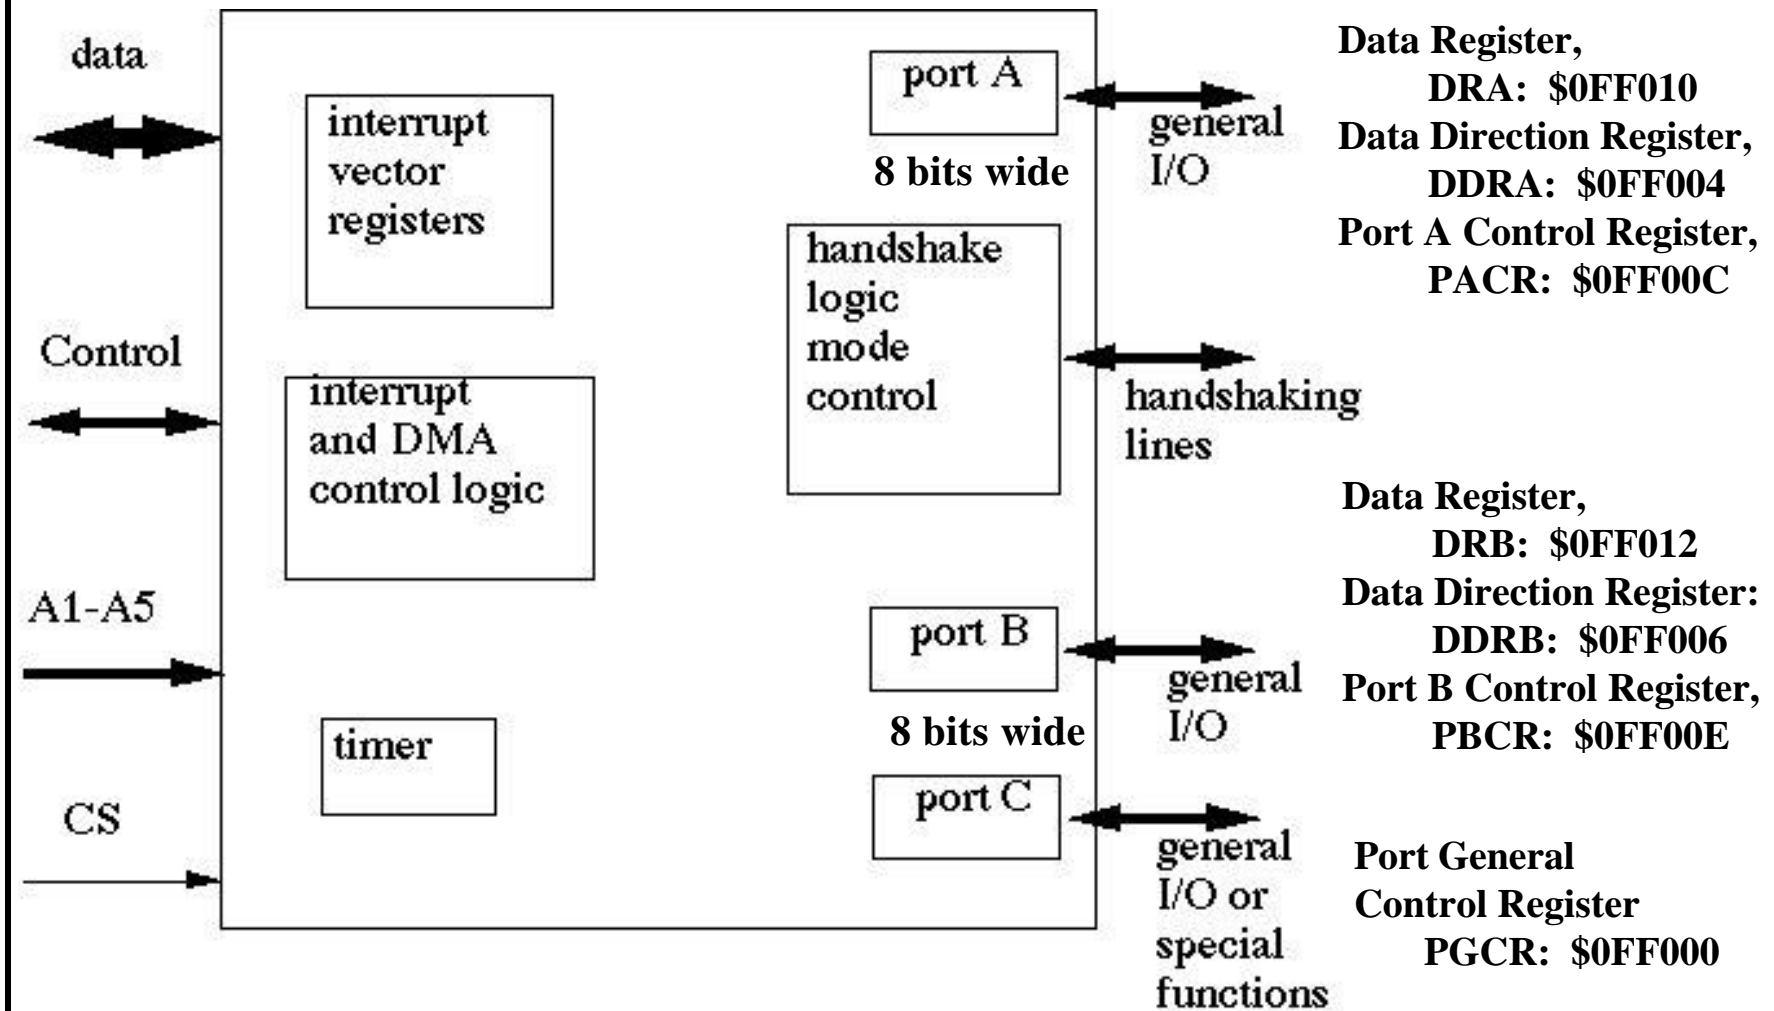 data
Control
A1-A5
CS
interrupt
vector
registers
interrupt
and DMA
control logic
timer
port A
8 bits wide
handshake
logic
mode
control
port B
8 bits wide
port C
general
I/O
handshaking
lines
general
I/O
general
I/O or
special
functions
Data Register,
DRA: $0FF010
Data Direction Register,
DDRA: $0FF004
Port A Control Register,
PACR: $0FF00C
Data Register,
DRB: $0FF012
Data Direction Register:
DDRB: $0FF006
Port B Control Register,
PBCR: $0FF00E
Port General
Control Register
PGCR: $0FF000